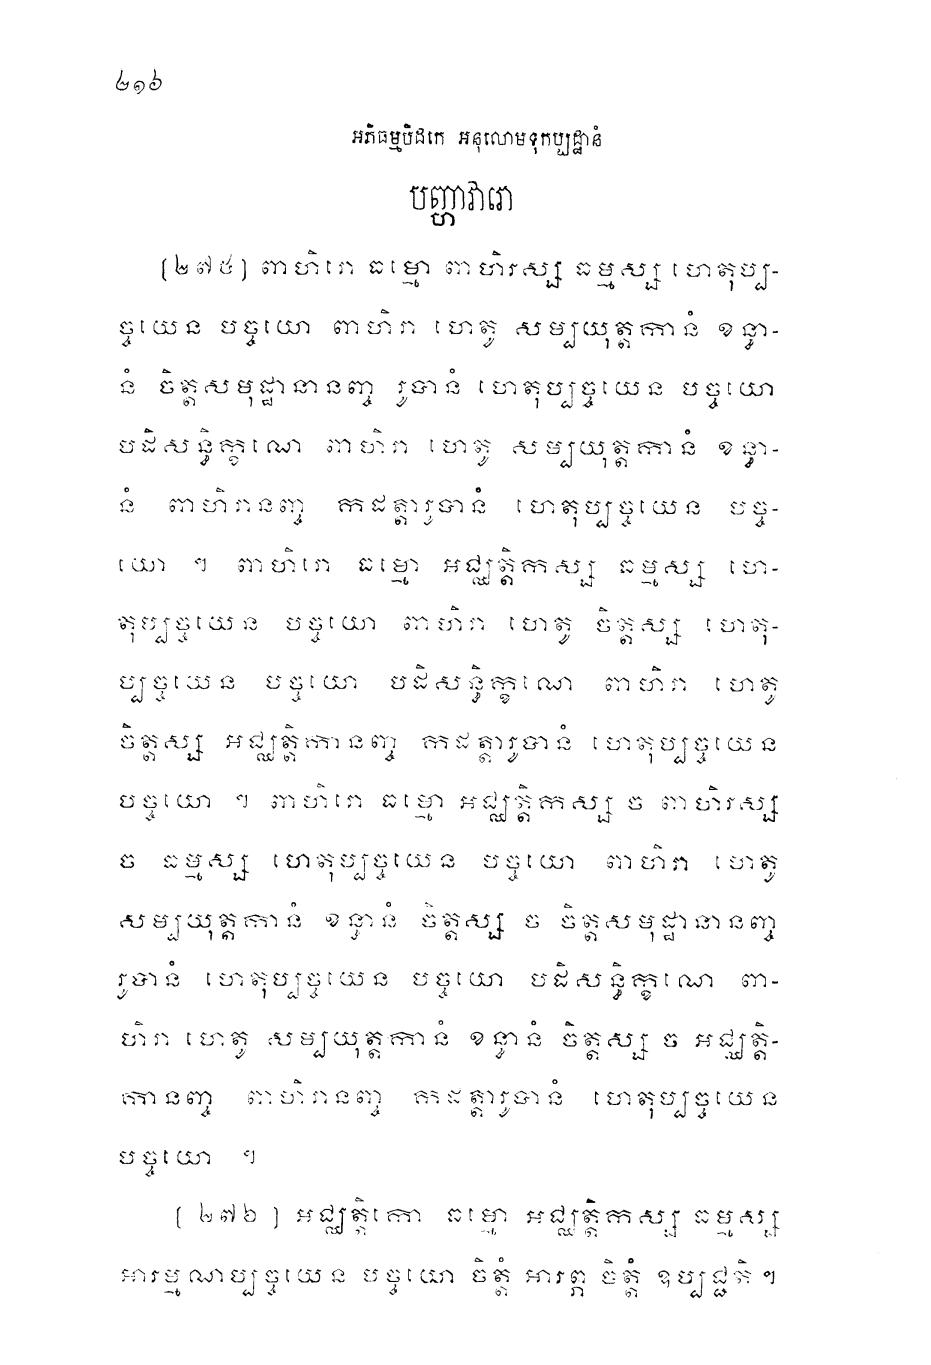 ២១៦
អភិធម្មបិដកេ អនុលោមទុកប្បដ្ឋានំ
បញ្ហាវារោ
[២៧៥] ពាហិរោ ធម្មោ ពាហិរស្ស ធម្មស្ស ហេតុប្ប-
ច្ចយេន បច្ចយោ ពាហិរា ហេតូ សម្បយុត្តកានំ ខន្ធា-
នំ ចិត្តសមុដ្ឋានានញ្ច រូបានំ ហេតុប្បច្ចយេន បច្ចយោ
បដិសន្ធិក្ខណេ ពាហិរា ហេតូ សម្បយុត្តកានំ ខន្ធា-
នំ ពាហិរានញ្ច កដត្តារូបានំ ហេតុប្បច្ចយេន បច្ច-
យោ ។ ពាហិរោ ធម្មោ អជ្ឈត្តិកស្ស ធម្មស្ស ហេ-
តុប្បច្ចយេន បច្ចយោ ពាហិរា ហេតូ ចិត្តស្ស ហេតុ-
ប្បច្ចយេន បច្ចយោ បដិសន្ធិក្ខណេ ពាហិរា ហេតូ
ចិត្តស្ស អជ្ឈត្តិកានញ្ច កដត្តារូបានំ ហេតុប្បច្ចយេន
បច្ចយោ ។ ពាហិរោ ធម្មោ អជ្ឈត្តិកស្ស ច ពាហិរស្ស
ច ធម្មស្ស ហេតុប្បច្ចយេន បច្ចយោ ពាហិរា ហេតូ
សម្បយុត្តកានំ ខន្ធានំ ចិត្តស្ស ច ចិត្តសមុដ្ឋានានញ្ច
រូបានំ ហេតុប្បច្ចយេន បច្ចយោ បដិសន្ធិក្ខណេ ពា-
ហិរា ហេតូ សម្បយុត្តកានំ ខន្ធានំ ចិត្តស្ស ច អជ្ឈត្តិ-
កានញ្ច ពាហិរានញ្ច កដត្តារូបានំ ហេតុប្បច្ចយេន
បច្ចយោ ។
[២៧៦] អជ្ឈត្តិកោ ធម្មោ អជ្ឈត្តិកស្ស ធម្មស្ស
អារម្មណប្បច្ចយេន បច្ចយោ ចិត្តំ អារព្ភ ចិត្តំ ឧប្បជ្ជតិ ។